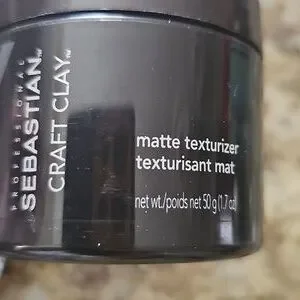 PROFESSIONAL
SEBASTIAN
CRAFT CLAY
matte texturizer
texturisant mat
net wt./poids net 50 g (1.7 oz)